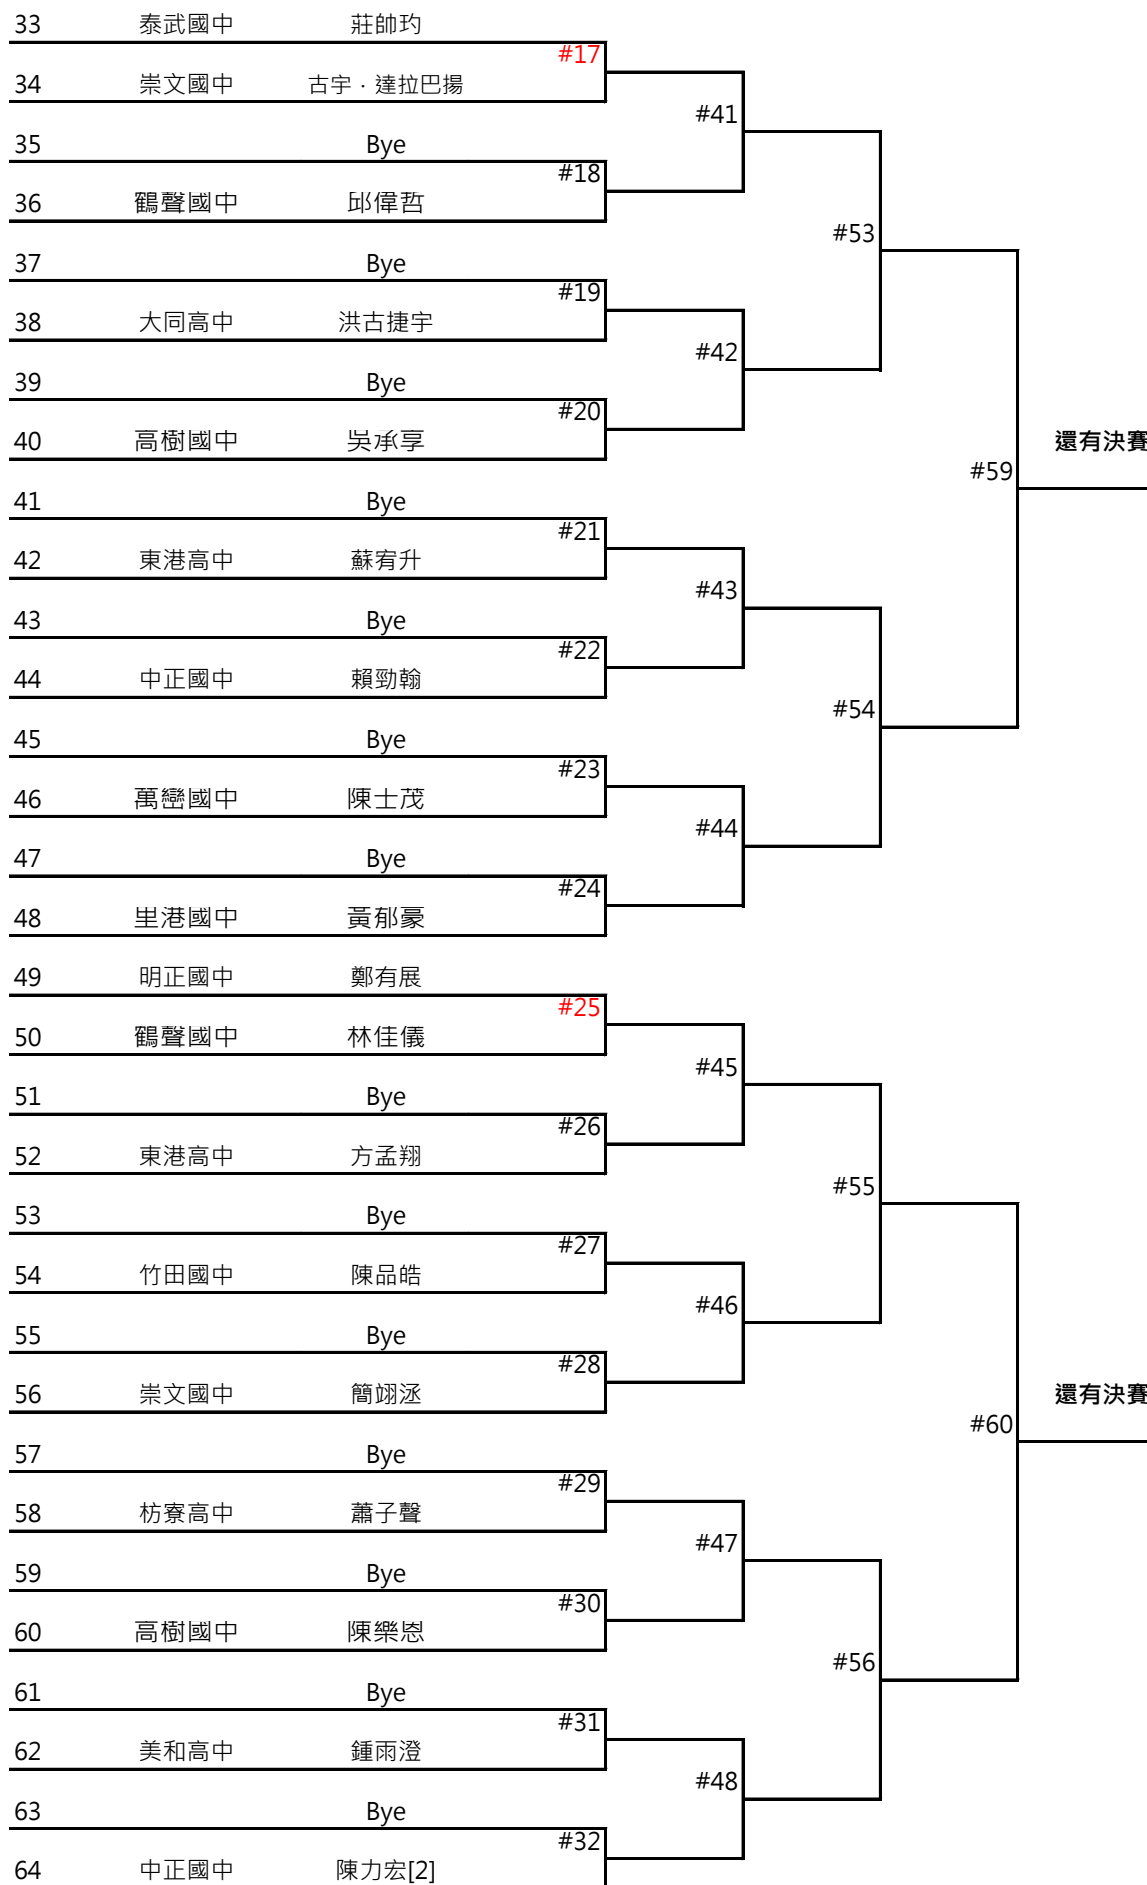 33 泰武國中 莊帥玓
#17
34 崇文國中 古宇．達拉巴揚
#41
35 Bye
#18
36 鶴聲國中 邱偉哲
#53
37 Bye
#19
38 大同高中 洪古捷宇
#42
39 Bye
#20
40 高樹國中 吳承享
還有決賽
#59
41 Bye
#21
42 東港高中 蘇宥升
#43
43 Bye
#22
44 中正國中 賴勁翰
#54
45 Bye
#23
46 萬巒國中 陳士茂
#44
47 Bye
#24
48 里港國中 黃郁豪
49 明正國中 鄭有展
#25
50 鶴聲國中 林佳儀
#45
51 Bye
#26
52 東港高中 方孟翔
#55
53 Bye
#27
54 竹田國中 陳品皓
#46
55 Bye
#28
56 崇文國中 簡翊丞
還有決賽
#60
57 Bye
#29
58 枋寮高中 蕭子聲
#47
59 Bye
#30
60 高樹國中 陳樂恩
#56
61 Bye
#31
62 美和高中 鍾雨澄
#48
63 Bye
#32
64 中正國中 陳力宏[2]